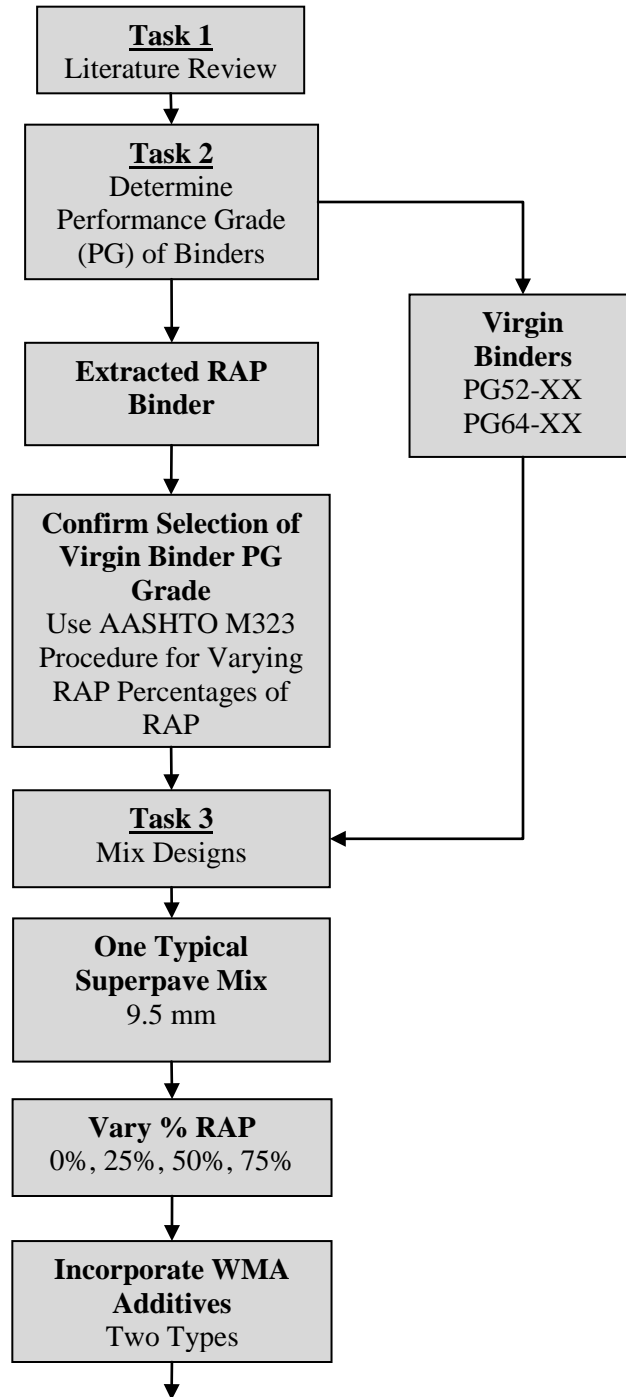 Task 1
Literature Review
Task 2
Determine
Performance Grade
(PG) of Binders
Virgin
Binders
PG52-XX
PG64-XX
Extracted RAP
Binder
Confirm Selection of
Virgin Binder PG
Grade
Use AASHTO M323
Procedure for Varying
RAP Percentages of
RAP
Task 3
Mix Designs
One Typical
Superpave Mix
9.5 mm
Vary % RAP
0%, 25%, 50%, 75%
Incorporate WMA
Additives
Two Types